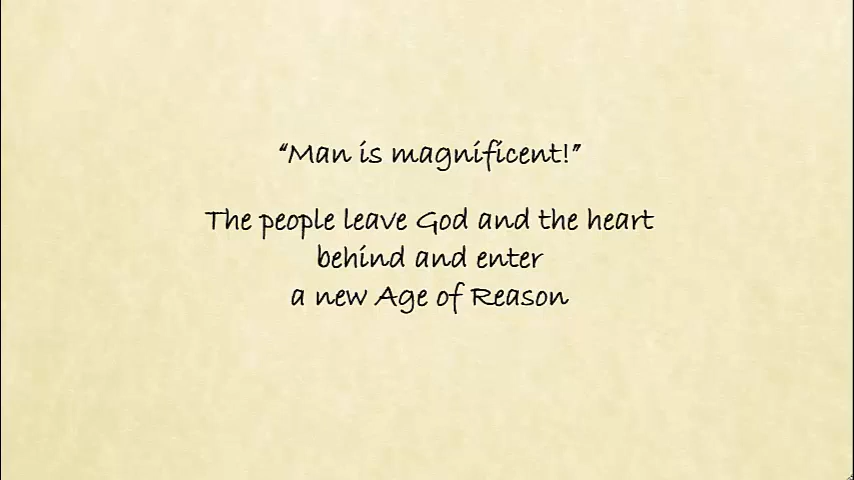 “Man is magnificent!”
The people leave God and the heart
behind and enter
a new Age of Reason